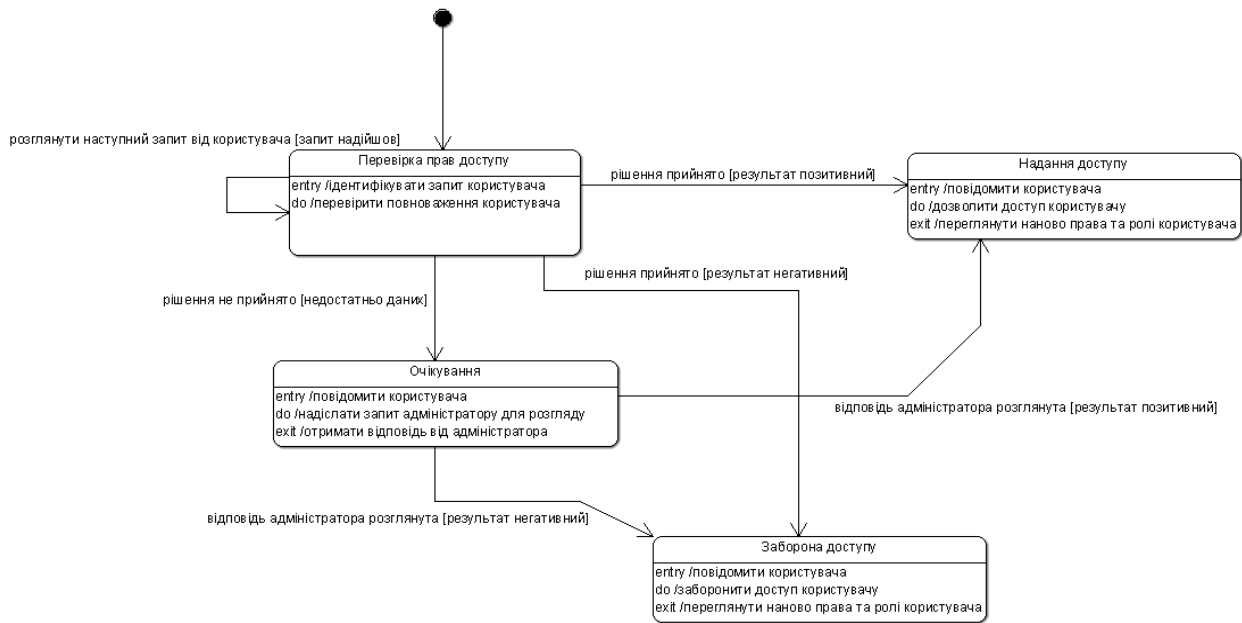 розглянути наступний запит від користувача [запит надійшов]
Перевірка прав доступу
entry /ідентифікувати запит користувача
do /перевірити повноваження користувача
рішення прийнято [результат позитивний]
Надання доступу
entry /повідомити користувача
do /дозволити доступ користувачу
exit /переглянути наново права та ролі користувача
рішення прийнято [результат негативний]
рішення не прийнято [недостатньо даних]
Очікування
entry /повідомити користувача
do /надіслати запит адміністратору для розгляду
exit /отримати відповідь від адміністратора
відповідь адміністратора розглянута [результат позитивний]
відповідь адміністратора розглянута [результат негативний]
Заборона доступу
entry /повідомити користувача
do /заборонити доступ користувачу
exit /переглянути наново права та ролі користувача